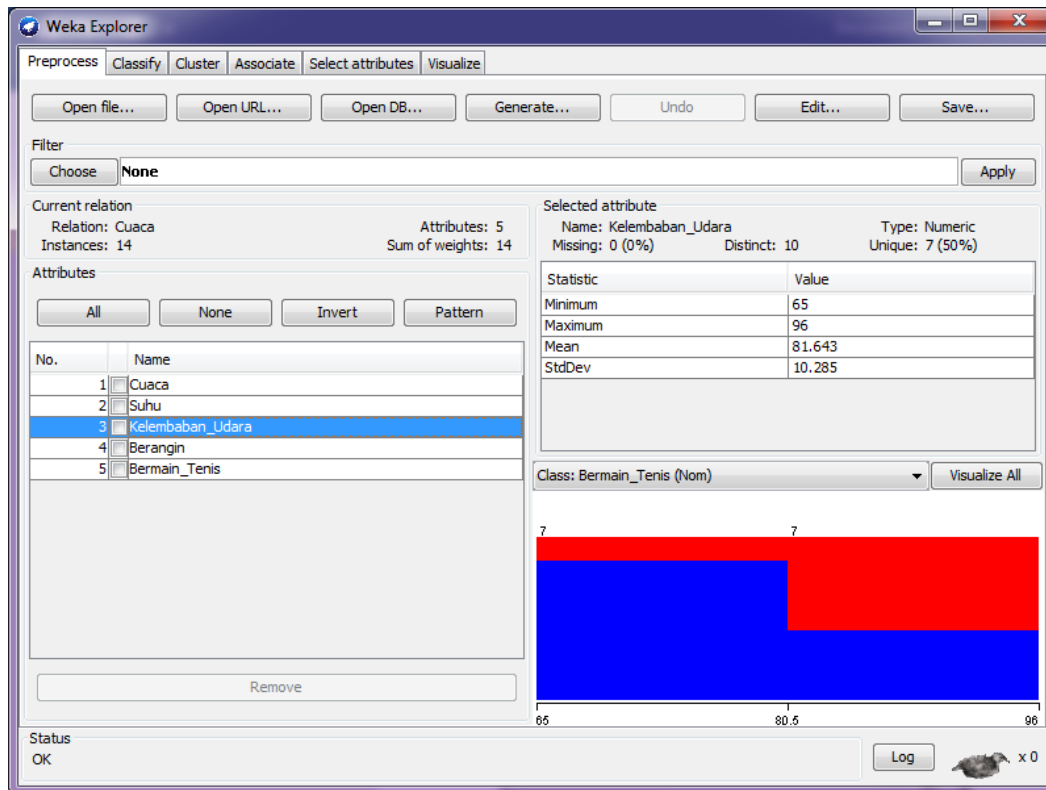 Weka Explorer
Preprocess Classify Cluster Associate Select attributes Visualize
Open file... Open URL... Open DB... Generate... Undo Edit... Save...
Filter
Choose None Apply
Current relation
Relation: Cuaca Attributes: 5
Instances: 14 Sum of weights: 14
Attributes
All None Invert Pattern
No. Name
1 Cuaca
2 Suhu
3 Kelembaban_Udara
4 Berangin
5 Bermain_Tenis
Remove
Selected attribute
Name: Kelembaban_Udara Type: Numeric
Missing: 0 (0%) Distinct: 10 Unique: 7 (50%)
Statistic Value
Minimum 65
Maximum 96
Mean 81.643
StdDev 10.285
Class: Bermain_Tenis (Nom) Visualize All
7 7
65 80.5 96
Status
OK Log x 0